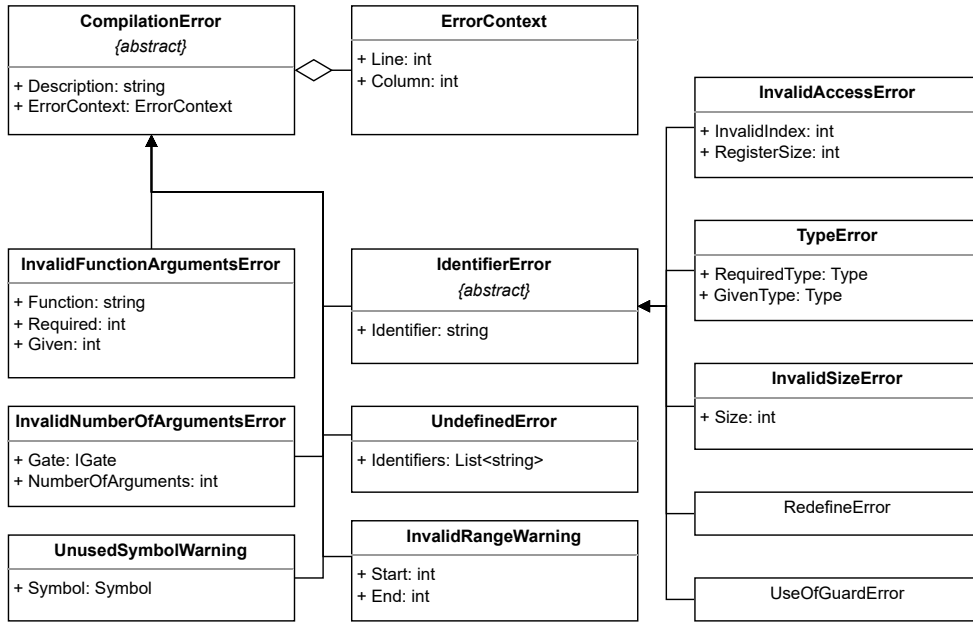 CompilationError
{abstract}
+ Description: string
+ ErrorContext: ErrorContext
ErrorContext
+ Line: int
+ Column: int
InvalidAccessError
+ InvalidIndex: int
+ RegisterSize: int
InvalidFunctionArgumentsError
+ Function: string
+ Required: int
+ Given: int
IdentifierError
{abstract}
+ Identifier: string
TypeError
+ RequiredType: Type
+ GivenType: Type
InvalidSizeError
+ Size: int
InvalidNumberOfArgumentsError
+ Gate: IGate
+ NumberOfArguments: int
UndefinedError
+ Identifiers: List<string>
RedefineError
UnusedSymbolWarning
+ Symbol: Symbol
InvalidRangeWarning
+ Start: int
+ End: int
UseOfGuardError